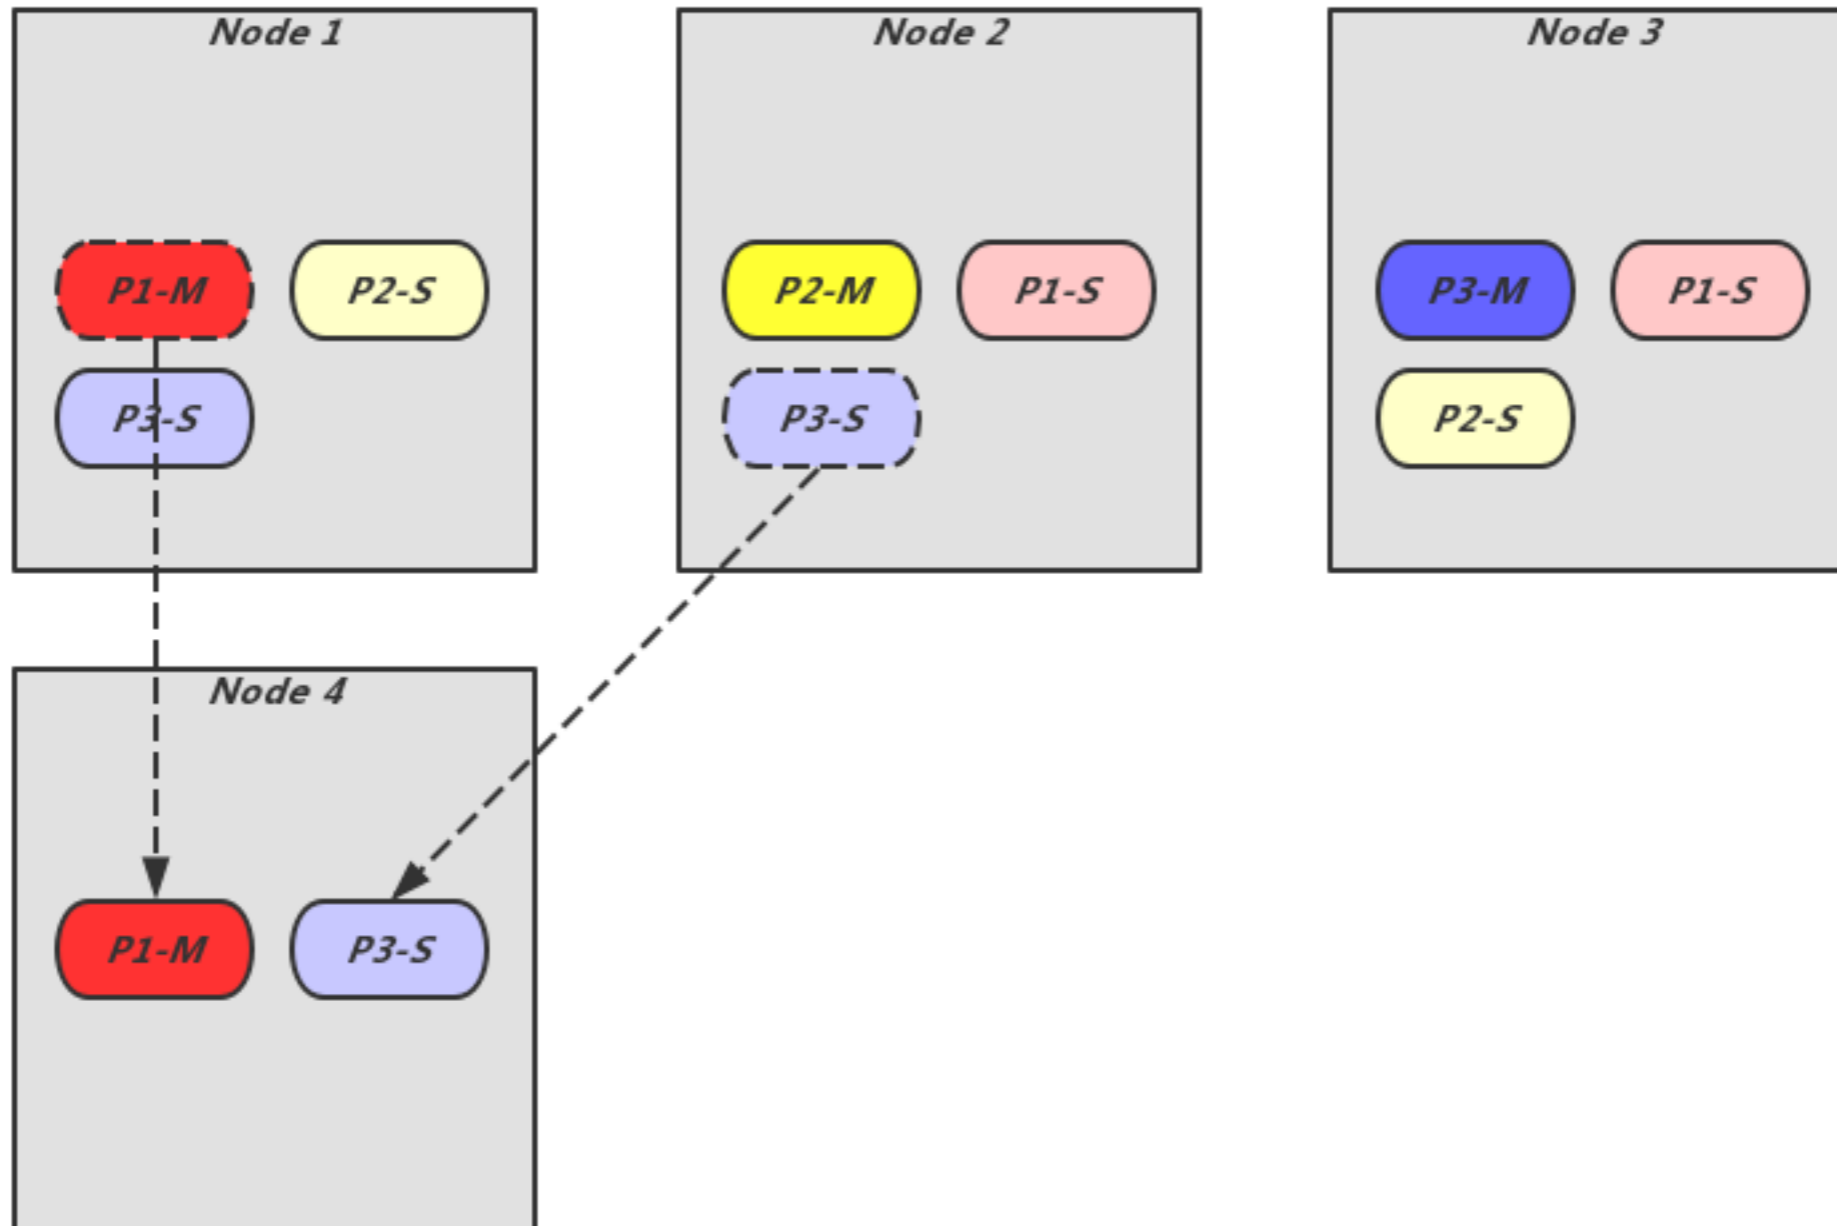 Node 1
P1-M
P2-S
P3-S
Node 2
P2-M
P1-S
P3-S
Node 3
P3-M
P1-S
P2-S
Node 4
P1-M
P3-S